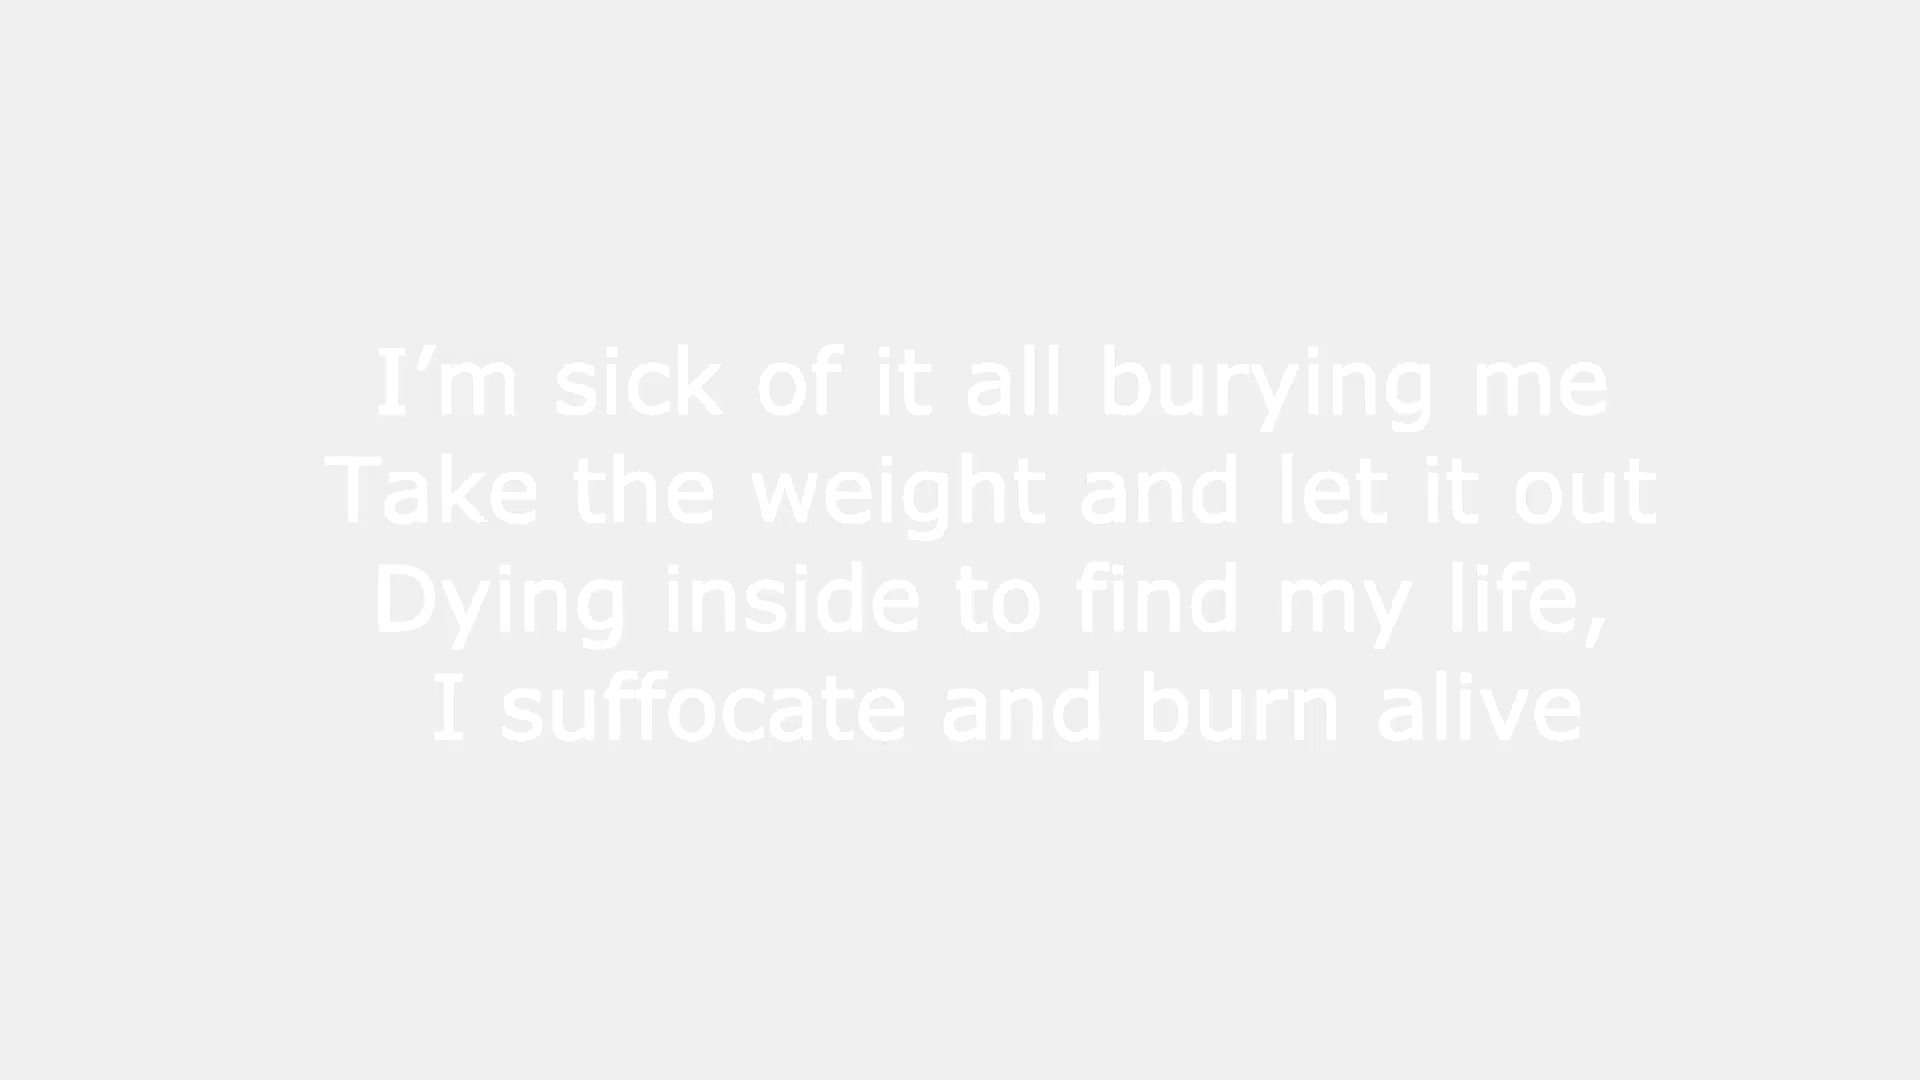 I’m sick of it all burying me
Take the weight and let it out
Dying inside to find my life,
I suffocate and burn alive